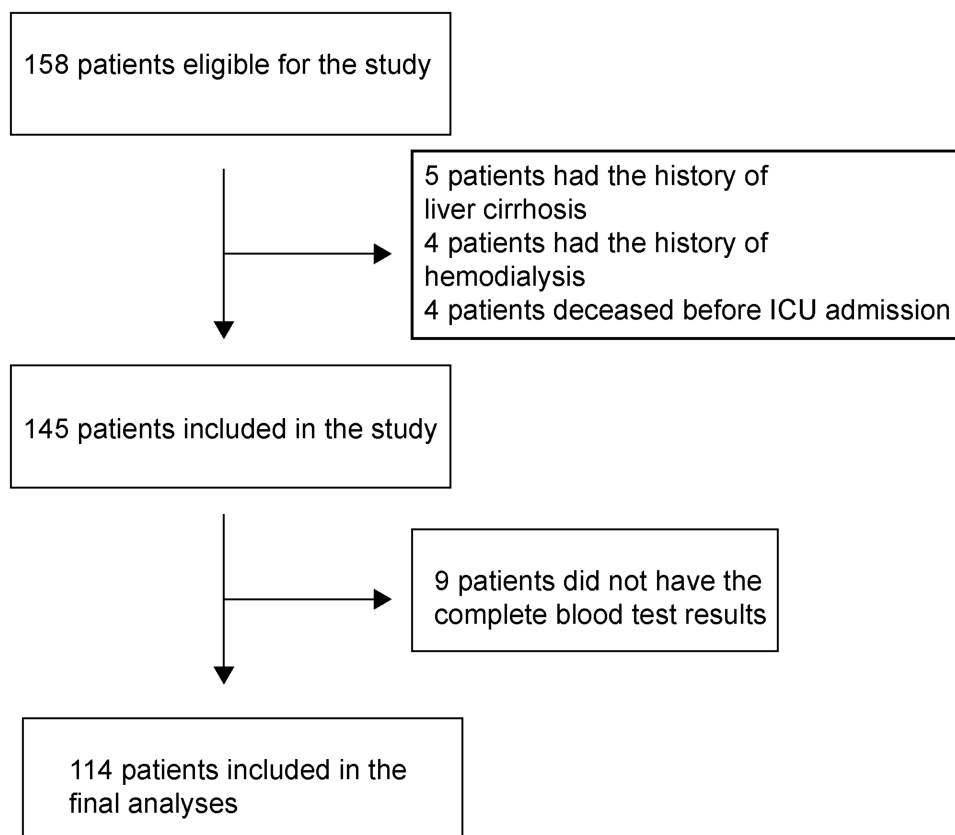 158 patients eligible for the study
5 patients had the history of
liver cirrhosis
4 patients had the history of
hemodialysis
4 patients deceased before ICU admission
145 patients included in the study
9 patients did not have the
complete blood test results
114 patients included in the
final analyses